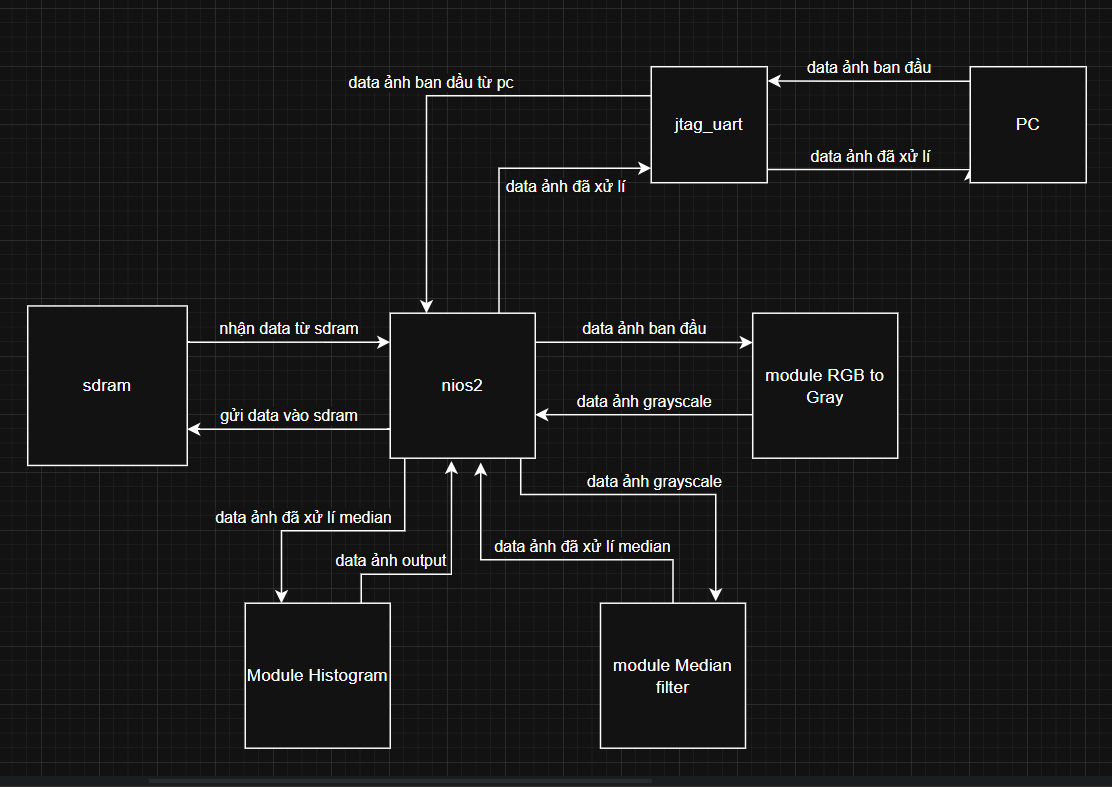 data ảnh ban đầu
data ảnh ban dầu từ pc
jtag_uart
PC
data ảnh đã xử lí
data ảnh đã xử lí
nhận data từ sdram
data ảnh ban đầu
sdram
nios2
module RGB to
Gray
data ảnh grayscale
gửi data vào sdram
data ảnh grayscale
data ảnh đã xử lí median
data ảnh đã xử lí median
data ảnh output
Module Histogram
module Median
filter